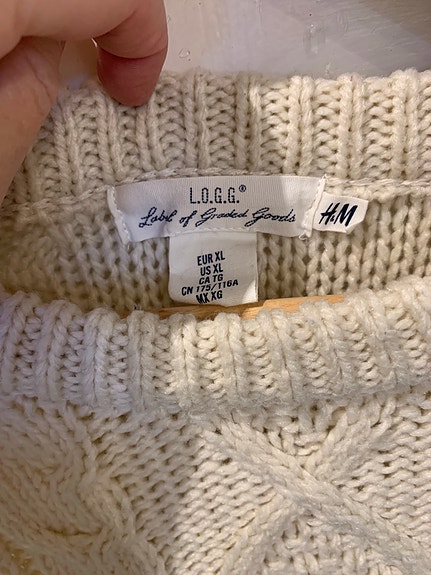 L.O.G.G.®
Label of Graded Goods
H&M
EUR XL
US XL
CA TG
CN 175/116A
MX XG